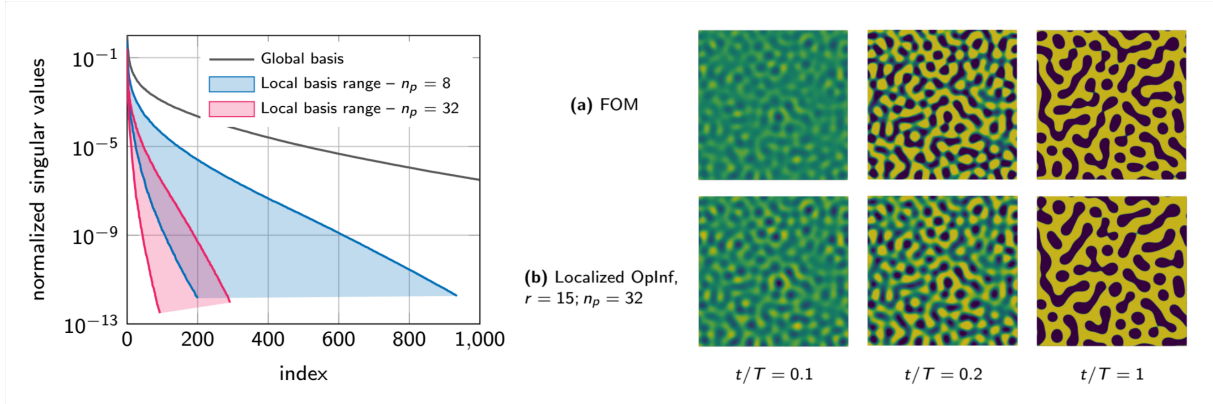 normalized singular values
10^{-1}
10^{-5}
10^{-9}
10^{-13}
0
200
400
600
800
1,000
index
Global basis
Local basis range – n_p = 8
Local basis range – n_p = 32
(a) FOM
(b) Localized OpInf,
r = 15; n_p = 32
t/T = 0.1
t/T = 0.2
t/T = 1